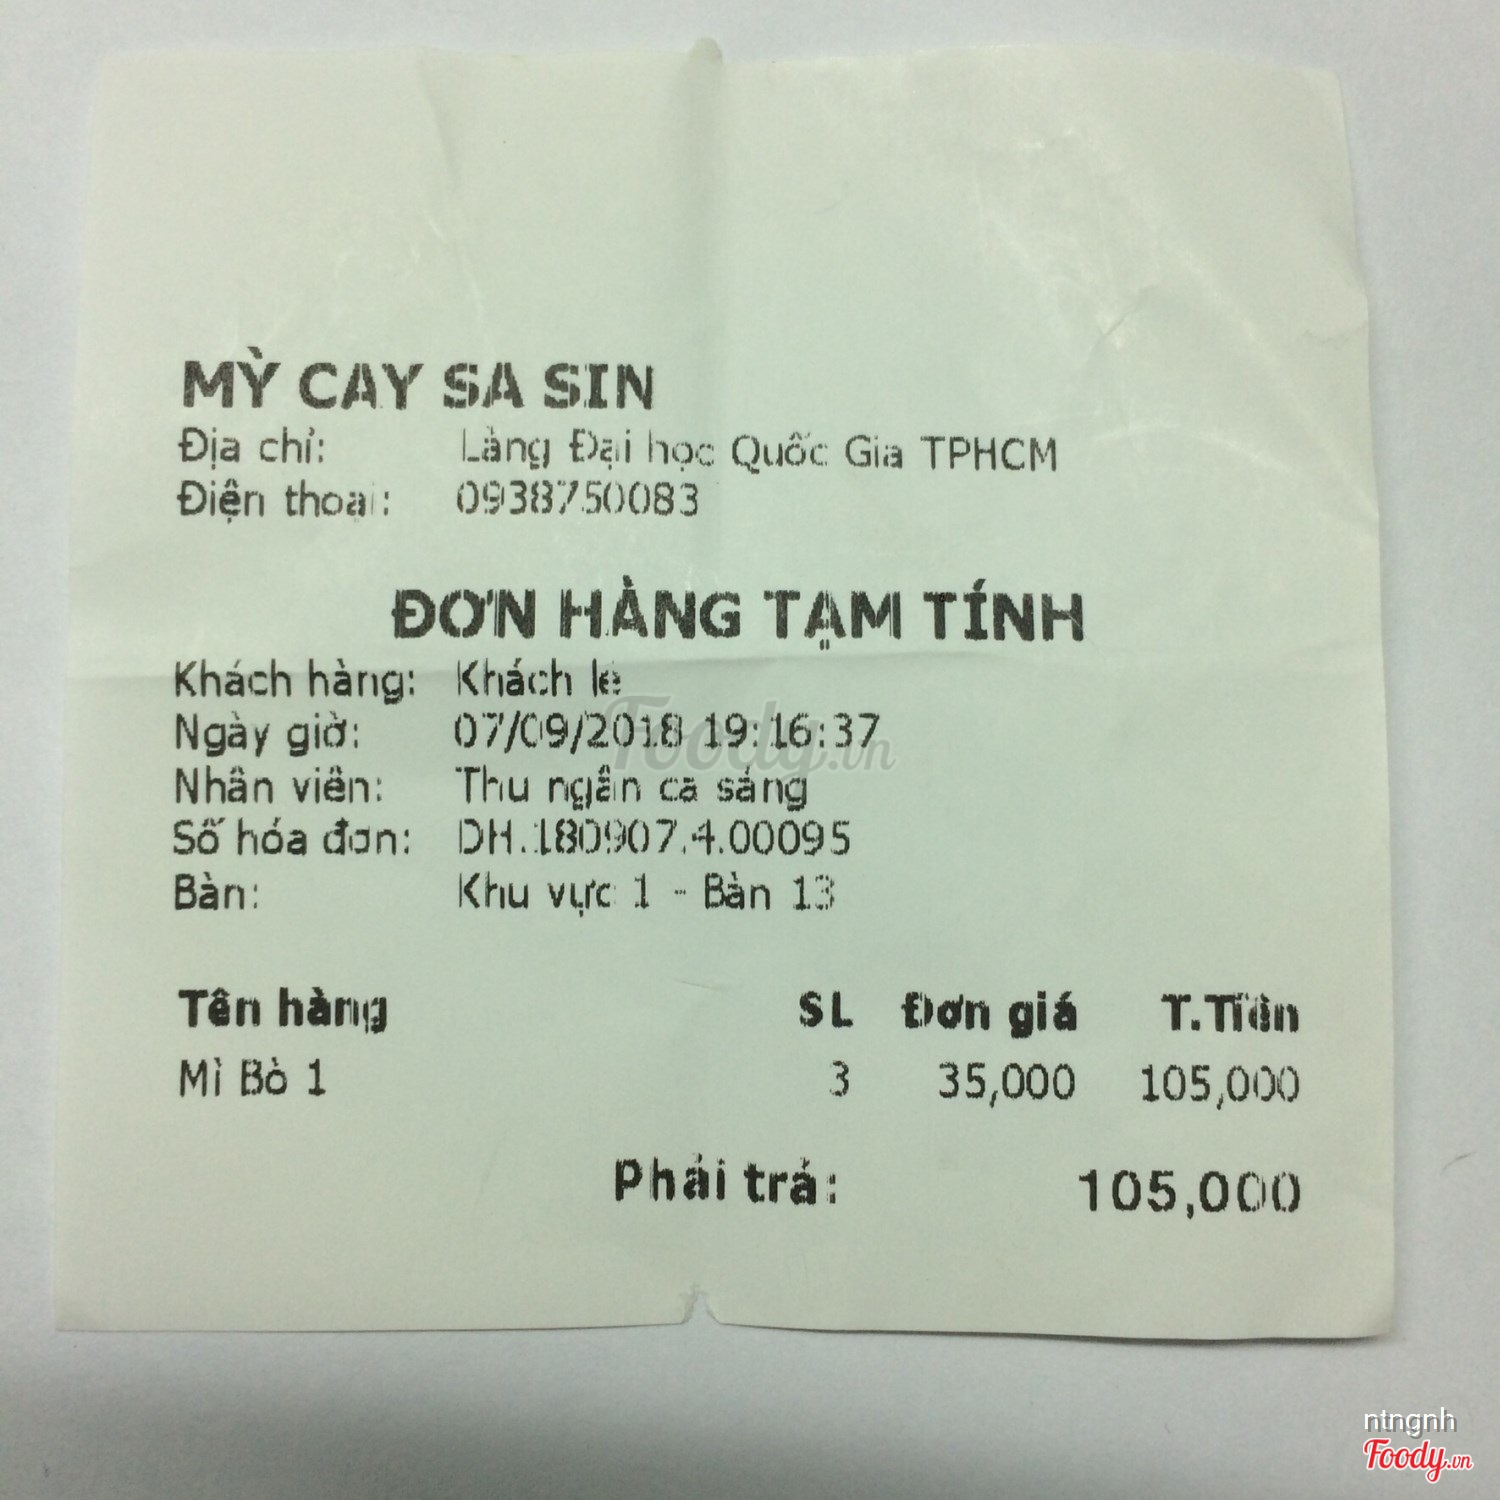 MỲ CAY SA SIN
Địa chỉ: Làng Đại học Quốc Gia TPHCM
Điện thoại: 0938750083
ĐƠN HÀNG TẠM TÍNH
Khách hàng: Khách lẻ
Ngày giờ: 07/09/2018 19:16:37
Nhân viên: Thu ngân ca sáng
Số hóa đơn: DH.180907.4.00095
Bàn: Khu vực 1 - Bàn 13
Tên hàng SL Đơn giá T.Tiền
Mì Bò 1 3 35,000 105,000
Phải trả: 105,000
Foody.vn
ntngnh
Foody.vn